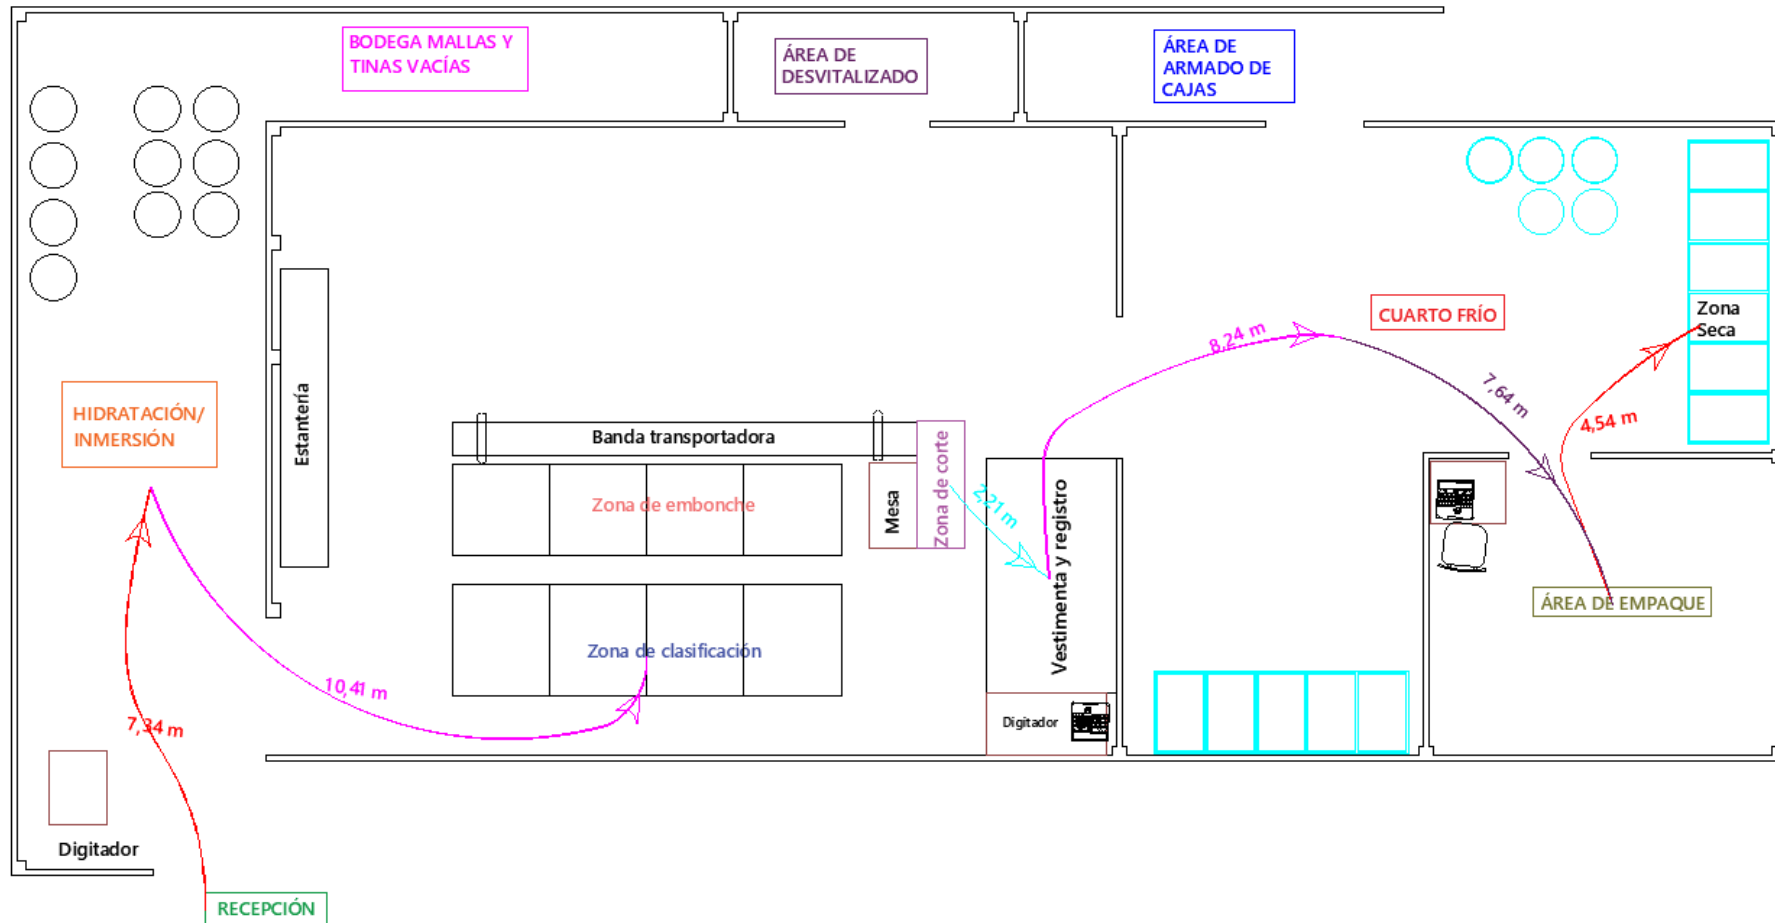 BODEGA MALLAS Y
TINAS VACÍAS
ÁREA DE
DESVITALIZADO
ÁREA DE
ARMADO DE
CAJAS
CUARTO FRÍO
Zona
Seca
8,24 m
7,64 m
4,54 m
HIDRATACIÓN/
INMERSIÓN
Estantería
Banda transportadora
Zona de embonche
Mesa
Zona de corte
2,21 m
Vestimenta y registro
ÁREA DE EMPAQUE
Zona de clasificación
10,41 m
7,34 m
Digitador
Digitador
RECEPCIÓN